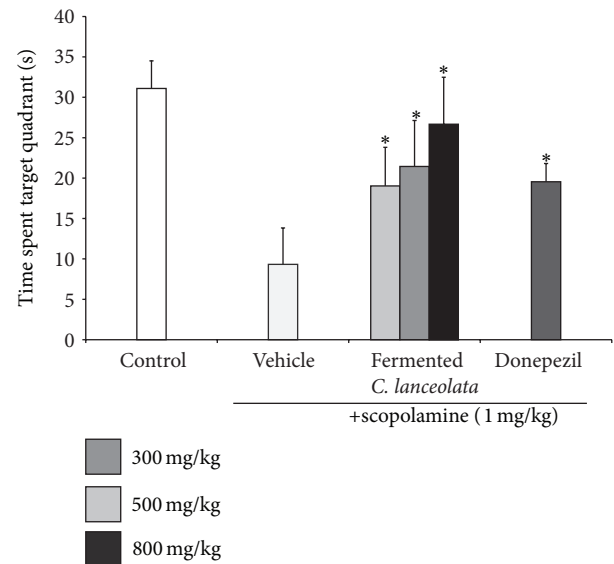 Time spent target quadrant (s)
40
35
30
25
20
15
10
5
0
*
*
*
*
Control
Vehicle
Fermented
C. lanceolata
Donepezil
+scopolamine (1 mg/kg)
300 mg/kg
500 mg/kg
800 mg/kg